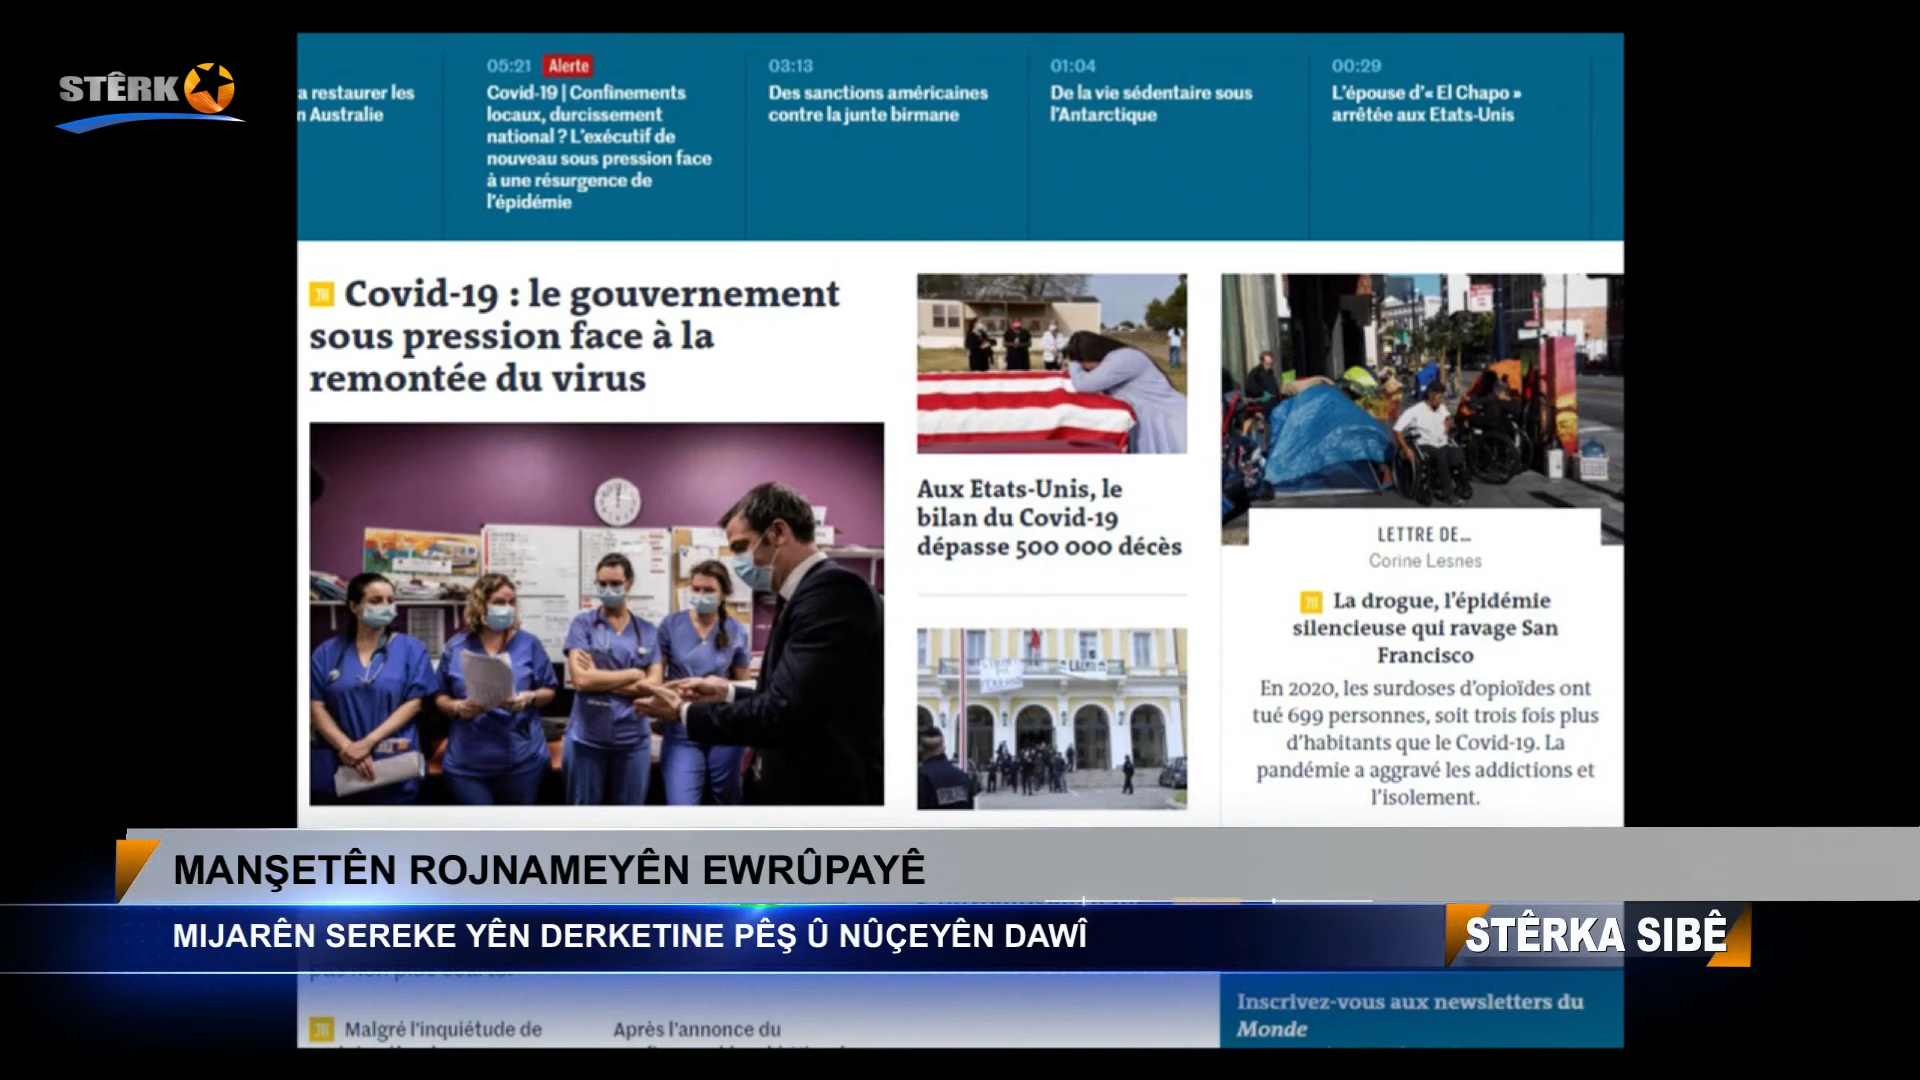 STÊRK
a restaurer les
n Australie
05:21 Alerte
Covid-19 | Confinements
locaux, durcissement
national ? L'exécutif de
nouveau sous pression face
à une résurgence de
l'épidémie
03:13
Des sanctions américaines
contre la junte birmane
01:04
De la vie sédentaire sous
l'Antarctique
00:29
L'épouse d'« El Chapo »
arrêtée aux Etats-Unis
Covid-19 : le gouvernement
sous pression face à la
remontée du virus
Aux Etats-Unis, le
bilan du Covid-19
dépasse 500 000 décès
LETTRE DE…
Corine Lesnes
La drogue, l'épidémie
silencieuse qui ravage San
Francisco
En 2020, les surdoses d'opioïdes ont
tué 699 personnes, soit trois fois plus
d'habitants que le Covid-19. La
pandémie a aggravé les addictions et
l'isolement.
MANŞETÊN ROJNAMEYÊN EWRÛPAYÊ
MIJARÊN SEREKE YÊN DERKETINE PÊŞ Û NÛÇEYÊN DAWÎ
STÊRKA SIBÊ
Malgré l'inquiétude de
Après l'annonce du
Inscrivez-vous aux newsletters du
Monde